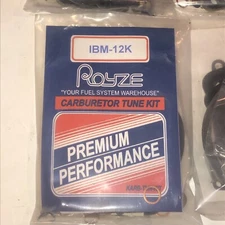 IBM-12K
ROYZE
"YOUR FUEL SYSTEM WAREHOUSE"
CARBURETOR TUNE KIT
PREMIUM
PERFORMANCE